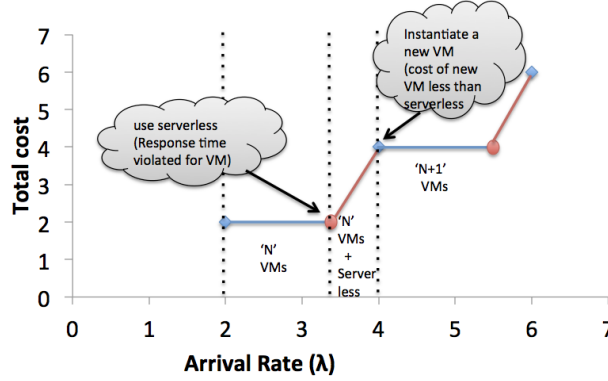 7
6
5
4
3
2
1
0
Total cost
Instantiate a
new VM
(cost of new
VM less than
serverless
use serverless
(Response time
violated for VM)
'N'
VMs
'N'
VMs
+
Server
less
'N+1'
VMs
0 1 2 3 4 5 6 7
Arrival Rate (λ)